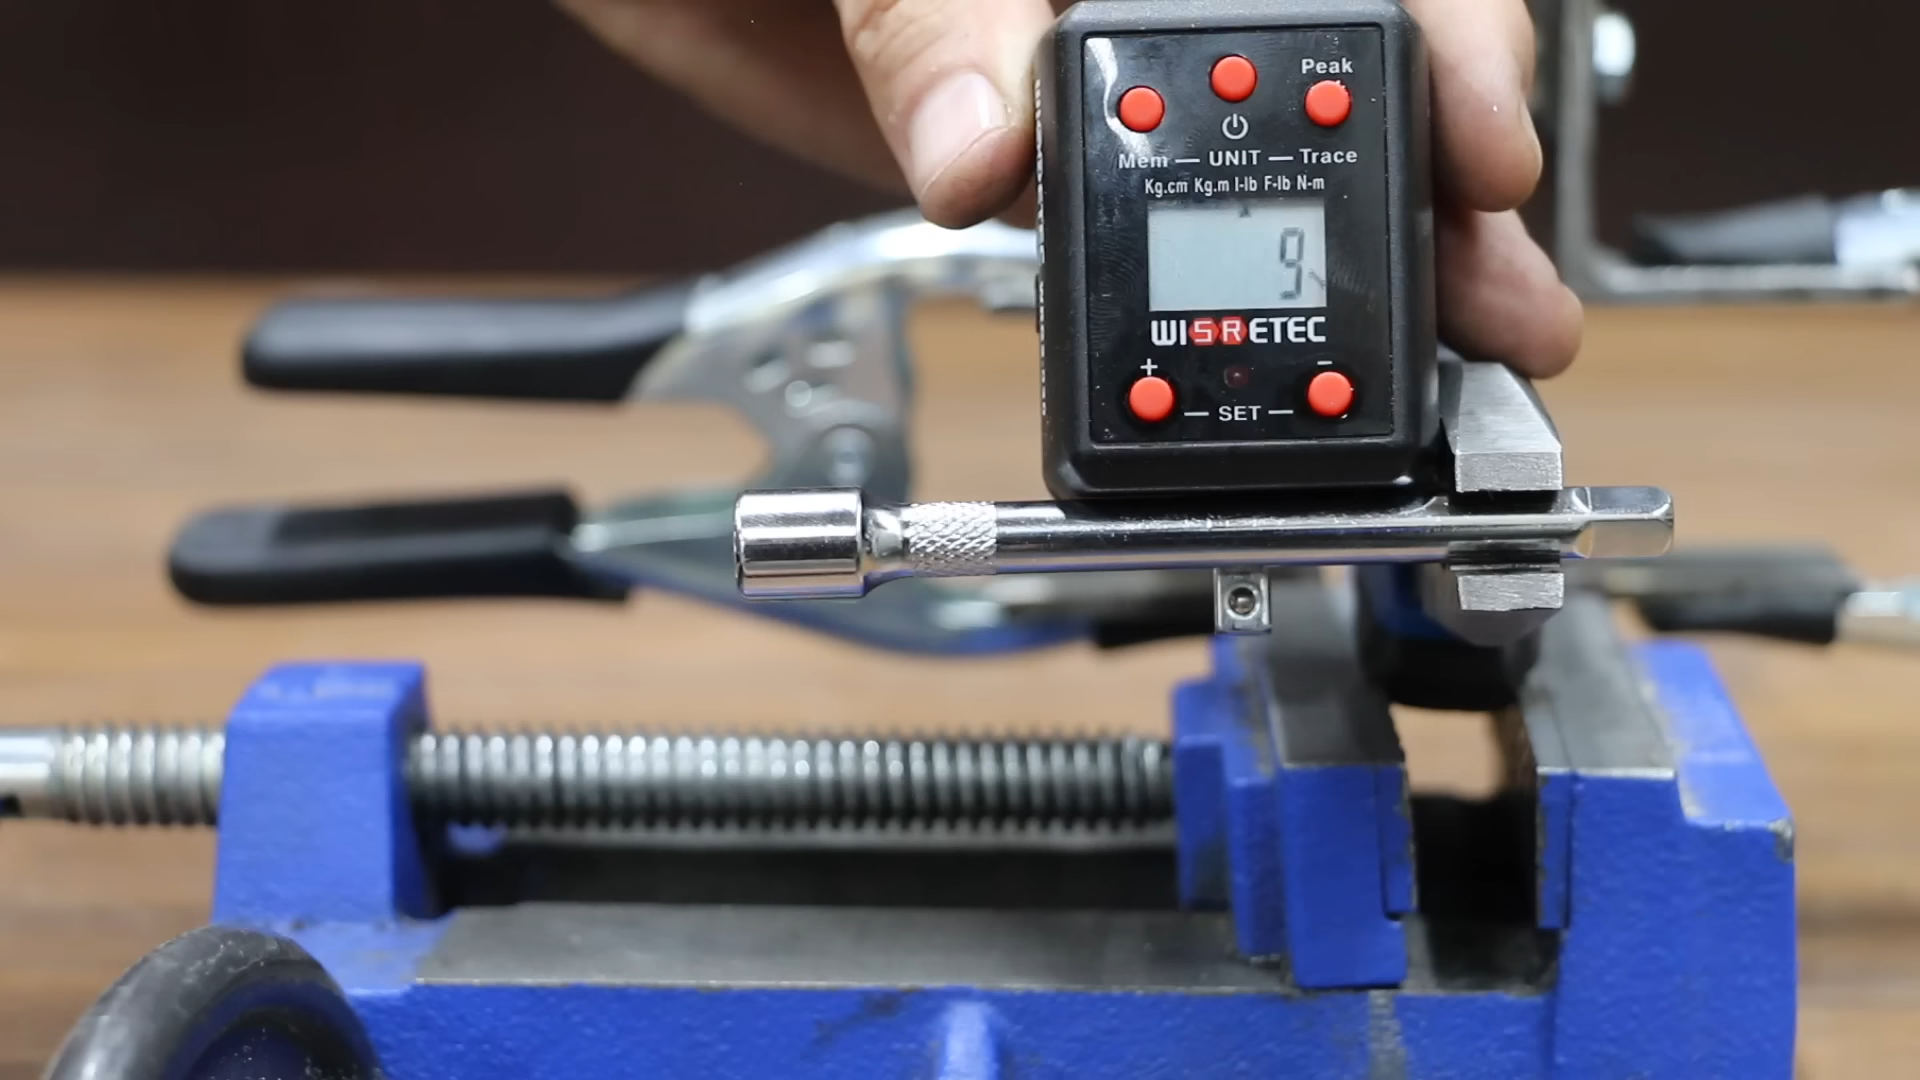 Peak
Mem — UNIT — Trace
Kg.cm Kg.m I-lb F-lb N-m
9
WISRETEC
+ −
— SET —